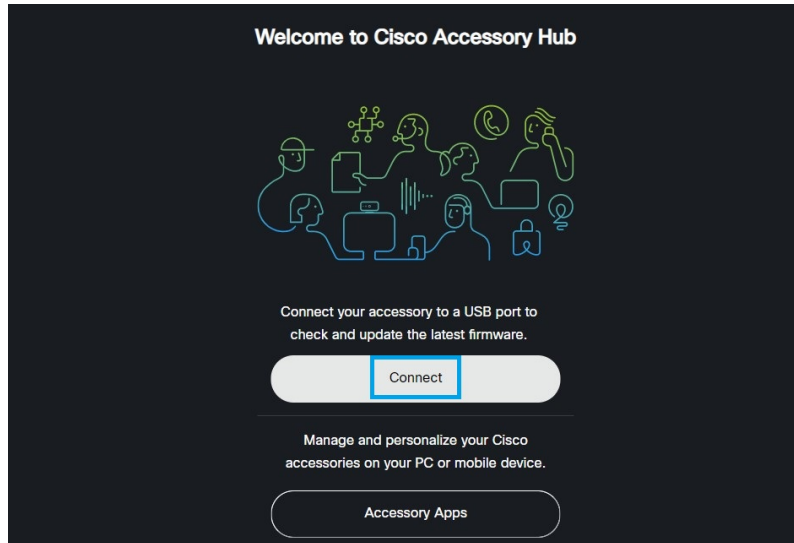 Welcome to Cisco Accessory Hub
Connect your accessory to a USB port to
check and update the latest firmware.
Connect
Manage and personalize your Cisco
accessories on your PC or mobile device.
Accessory Apps